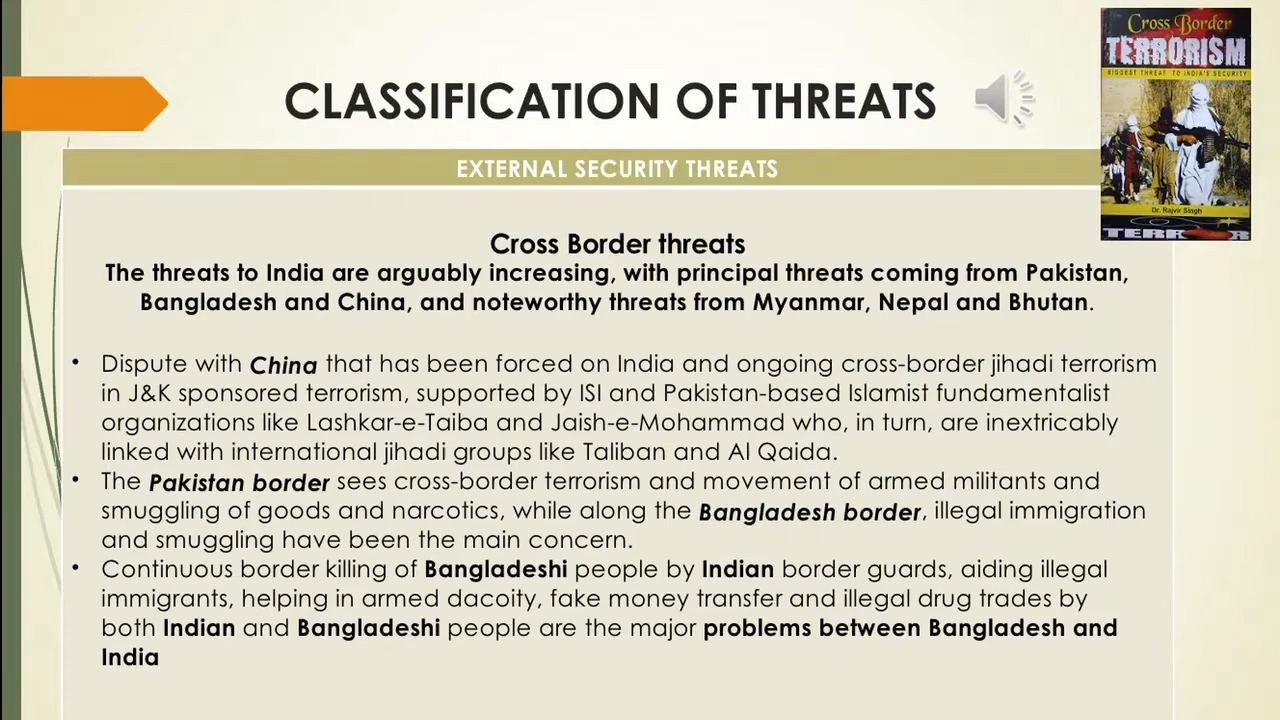 CLASSIFICATION OF THREATS
Cross Border
TERRORISM
BIGGEST THREAT TO INDIA'S SECURITY
Dr. Rajvir Singh
EXTERNAL SECURITY THREATS
Cross Border threats
The threats to India are arguably increasing, with principal threats coming from Pakistan,
Bangladesh and China, and noteworthy threats from Myanmar, Nepal and Bhutan.
• Dispute with China that has been forced on India and ongoing cross-border jihadi terrorism
in J&K sponsored terrorism, supported by ISI and Pakistan-based Islamist fundamentalist
organizations like Lashkar-e-Taiba and Jaish-e-Mohammad who, in turn, are inextricably
linked with international jihadi groups like Taliban and Al Qaida.
• The Pakistan border sees cross-border terrorism and movement of armed militants and
smuggling of goods and narcotics, while along the Bangladesh border, illegal immigration
and smuggling have been the main concern.
• Continuous border killing of Bangladeshi people by Indian border guards, aiding illegal
immigrants, helping in armed dacoity, fake money transfer and illegal drug trades by
both Indian and Bangladeshi people are the major problems between Bangladesh and
India